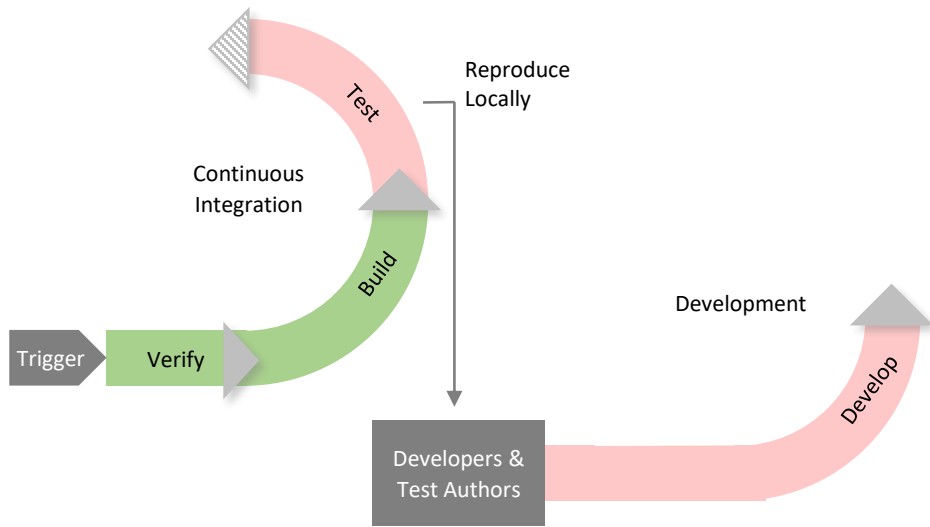 Test
Reproduce
Locally
Continuous
Integration
Build
Development
Trigger
Verify
Develop
Developers &
Test Authors